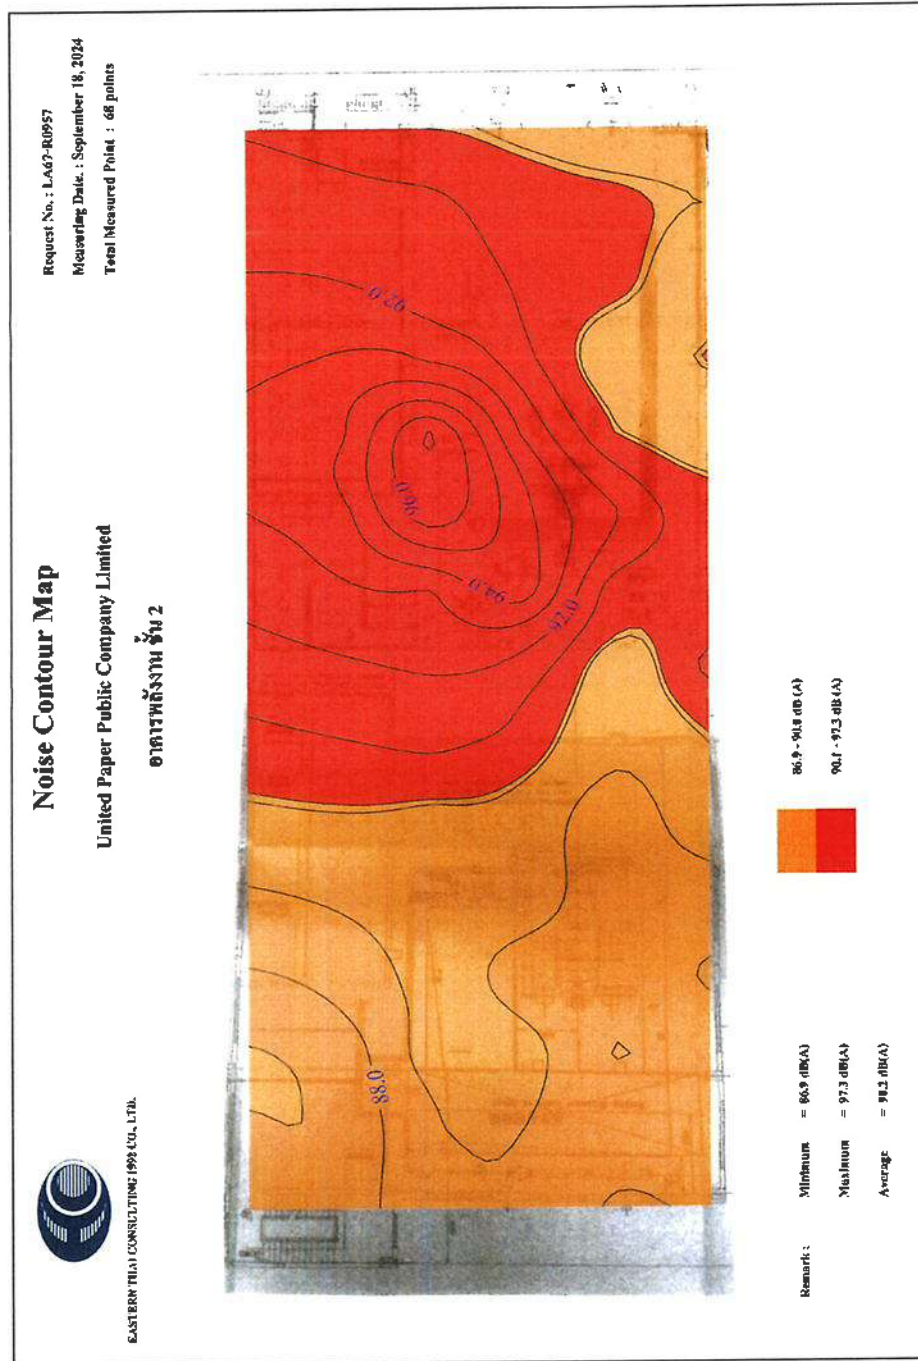 Noise Contour Map
United Paper Public Company Limited
อาคารพลังงาน ชั้น 2
Request No. : LA67-R0957
Measuring Date. : September 18, 2024
Total Measured Point : 68 points
EASTERN THAI CONSULTING 1992 CO., LTD.
92.0
96.0
94.0
92.0
88.0
86.9 - 90.0 dB(A)
90.1 - 97.3 dB(A)
Remark :
Minimum = 86.9 dB(A)
Maximum = 97.3 dB(A)
Average = 90.2 dB(A)